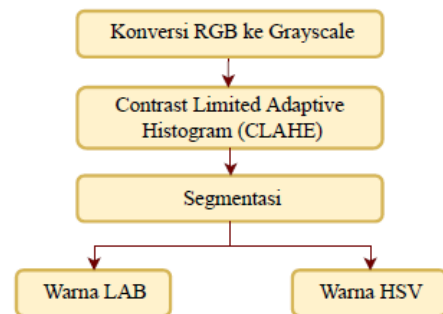 Konversi RGB ke Grayscale
Contrast Limited Adaptive
Histogram (CLAHE)
Segmentasi
Warna LAB
Warna HSV